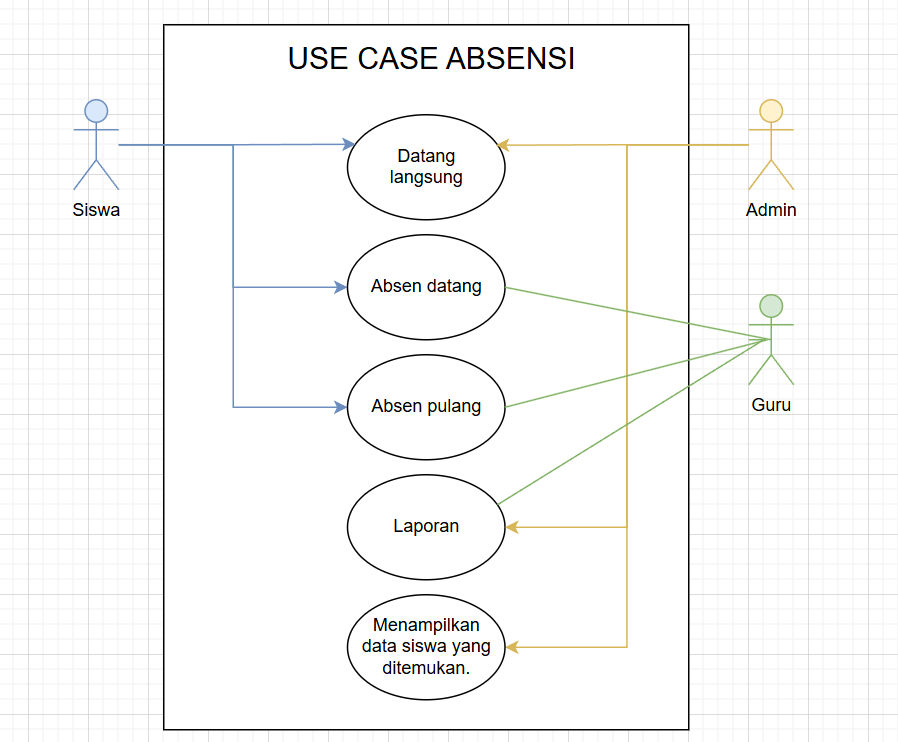 USE CASE ABSENSI
Siswa
Datang
langsung
Admin
Absen datang
Absen pulang
Guru
Laporan
Menampilkan
data siswa yang
ditemukan.